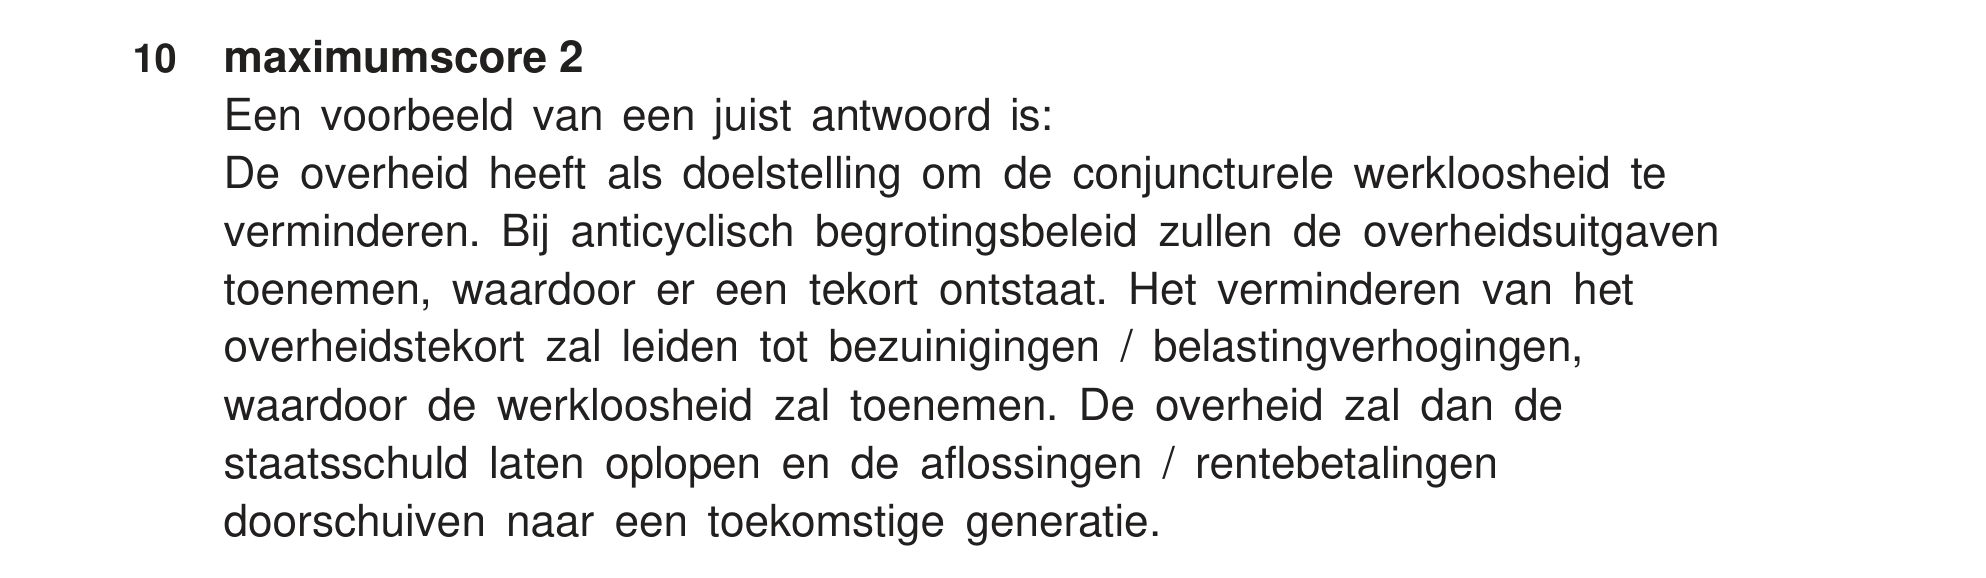 10 maximumscore 2
Een voorbeeld van een juist antwoord is:
De overheid heeft als doelstelling om de conjuncturele werkloosheid te
verminderen. Bij anticyclisch begrotingsbeleid zullen de overheidsuitgaven
toenemen, waardoor er een tekort ontstaat. Het verminderen van het
overheidstekort zal leiden tot bezuinigingen / belastingverhogingen,
waardoor de werkloosheid zal toenemen. De overheid zal dan de
staatsschuld laten oplopen en de aflossingen / rentebetalingen
doorschuiven naar een toekomstige generatie.